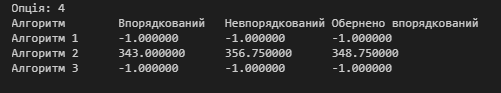 Опція: 4
Алгоритм Впорядкований Невпорядкований Обернено впорядкований
Алгоритм 1 -1.000000 -1.000000 -1.000000
Алгоритм 2 343.000000 356.750000 348.750000
Алгоритм 3 -1.000000 -1.000000 -1.000000